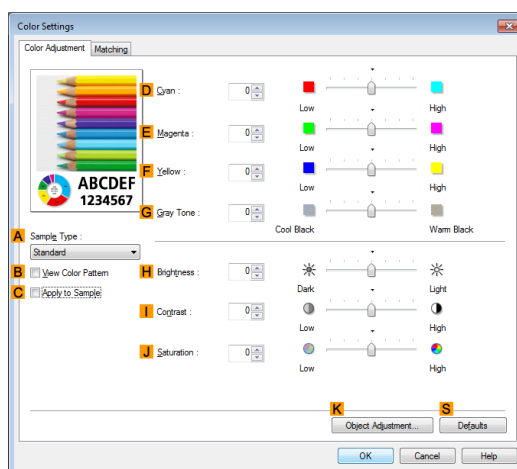 Color Settings
Color Adjustment Matching
D Cyan : 0
Low High
E Magenta : 0
Low High
F Yellow : 0
Low High
ABCDEF
1234567
G Gray Tone : 0
Cool Black Warm Black
A Sample Type :
Standard
B View Color Pattern
H Brightness : 0
Dark Light
C Apply to Sample
I Contrast : 0
Low High
J Saturation : 0
Low High
K S
Object Adjustment... Defaults
OK Cancel Help